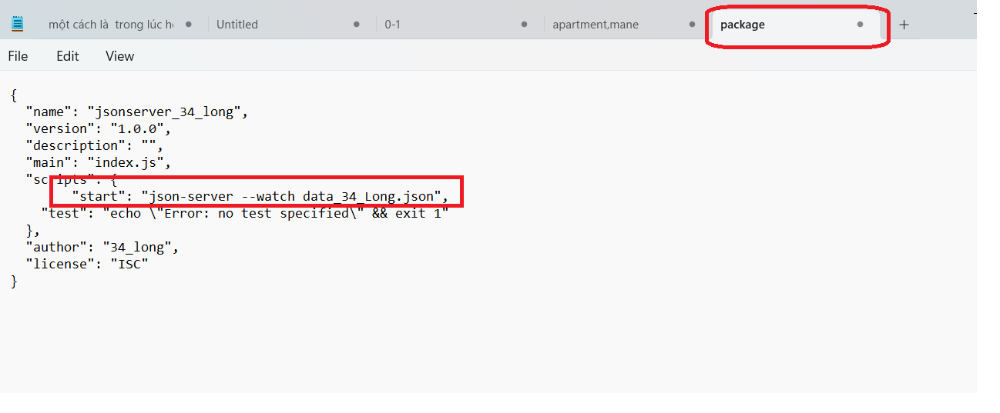 một cách là trong lúc h
Untitled
0-1
apartment,mane
package
File Edit View
{
"name": "jsonserver_34_long",
"version": "1.0.0",
"description": "",
"main": "index.js",
"scripts": {
"start": "json-server --watch data_34_Long.json",
"test": "echo \"Error: no test specified\" && exit 1"
},
"author": "34_long",
"license": "ISC"
}